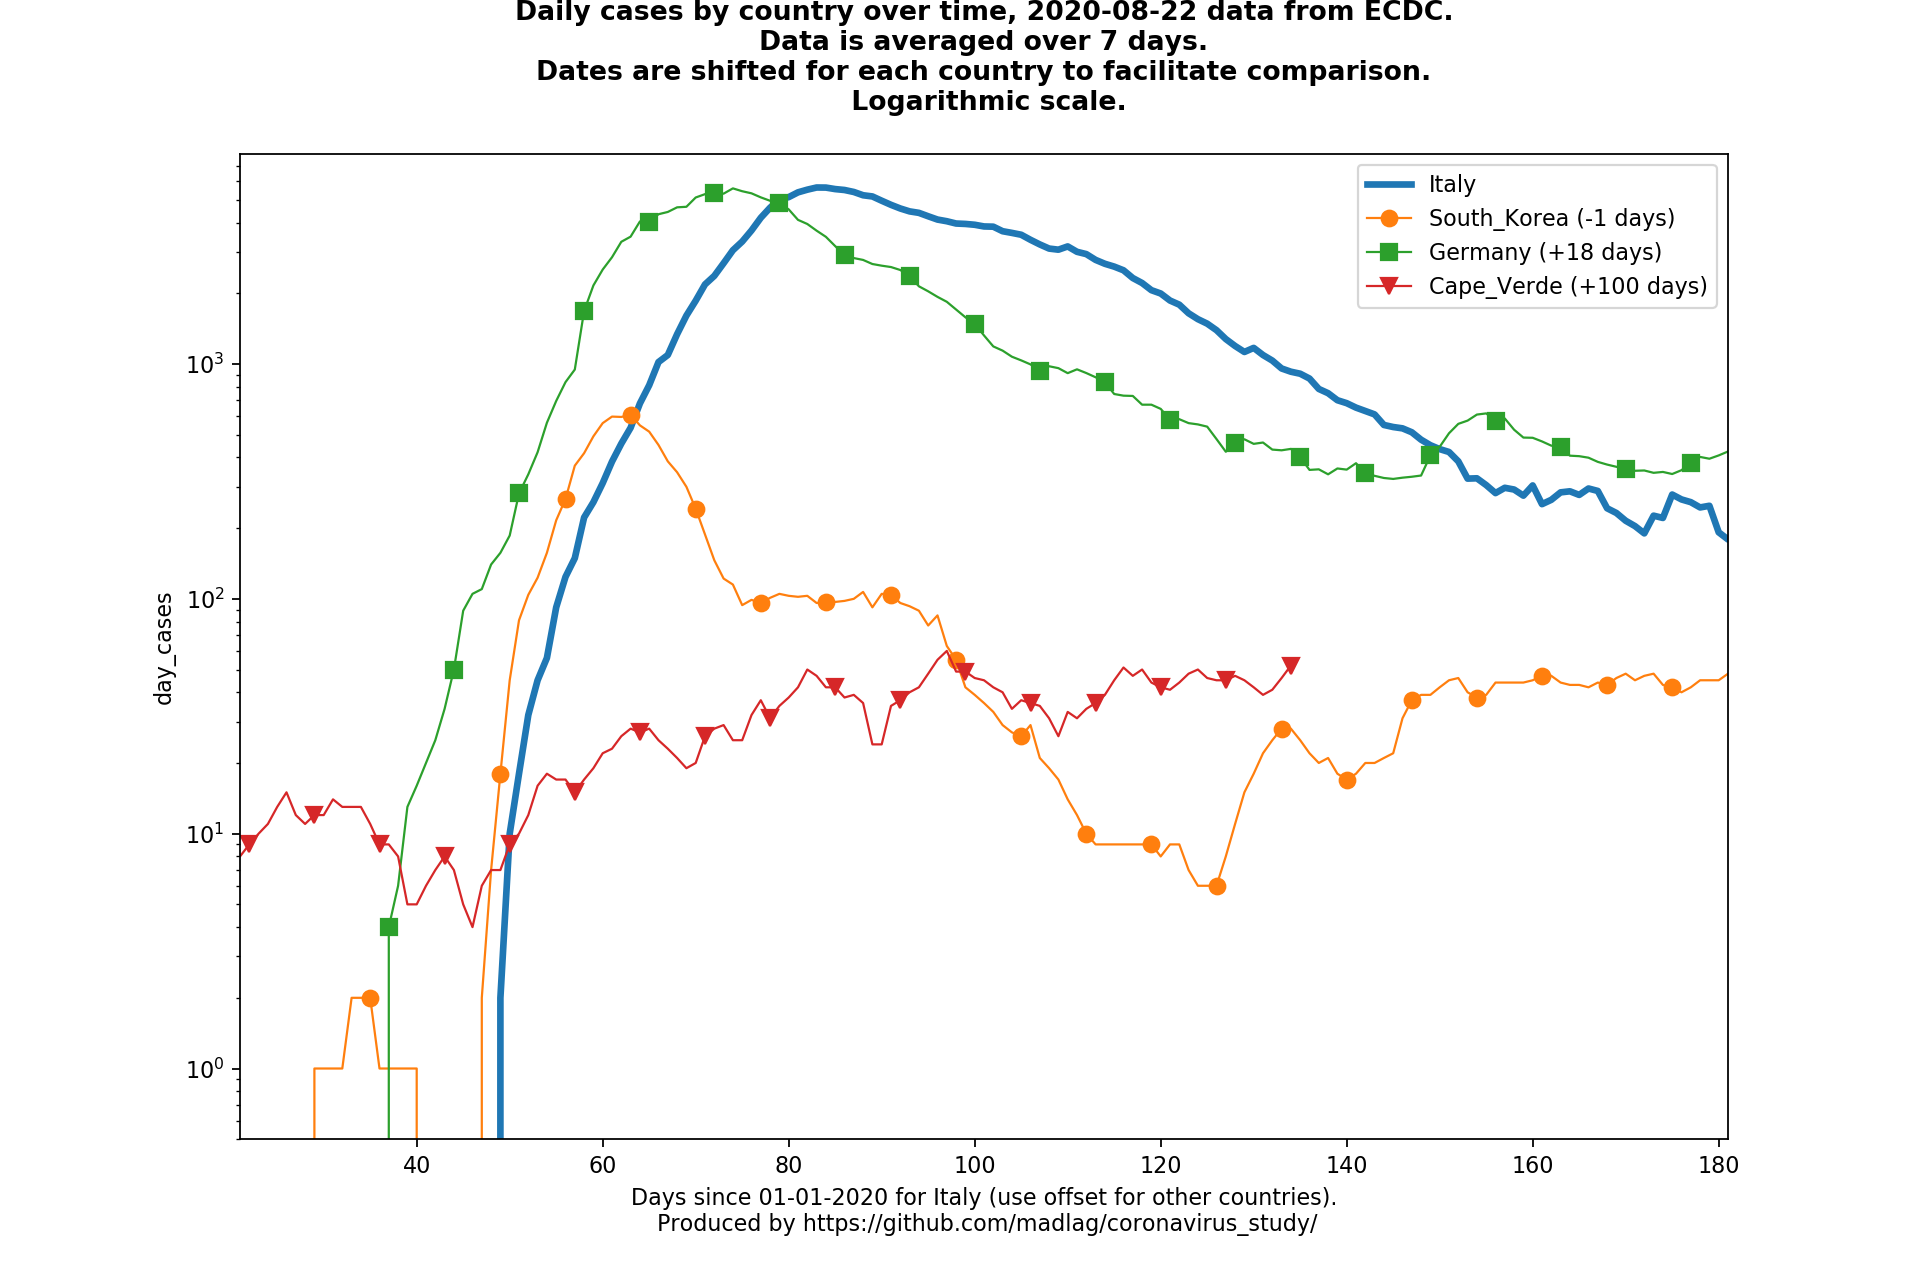 Daily cases by country over time, 2020-08-22 data from ECDC.
Data is averaged over 7 days.
Dates are shifted for each country to facilitate comparison.
Logarithmic scale.
Italy
South_Korea (-1 days)
Germany (+18 days)
Cape_Verde (+100 days)
day_cases
10³
10²
10¹
10⁰
40 60 80 100 120 140 160 180
Days since 01-01-2020 for Italy (use offset for other countries).
Produced by https://github.com/madlag/coronavirus_study/